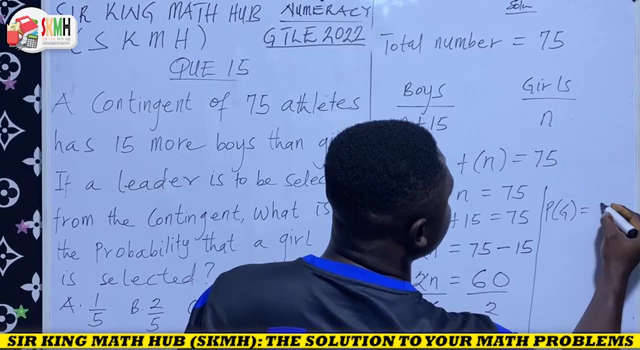 SIR KING MATH HUB NUMERACY
(SKMH) GTLE 2022
SKMH
QUE 15
A Contingent of 75 athletes
has 15 more boys than
If a leader is to be
from the Contingent, What is
the Probability that a girl
is selected?
A. 1/5 B. 2/5
Soln
Total number = 75
Boys Girls
+15 n
+ (n) = 75
n = 75
+ 15 = 75
= 75 - 15
2n = 60
2
P(G) =
SIR KING MATH HUB (SKMH): THE SOLUTION TO YOUR MATH PROBLEMS